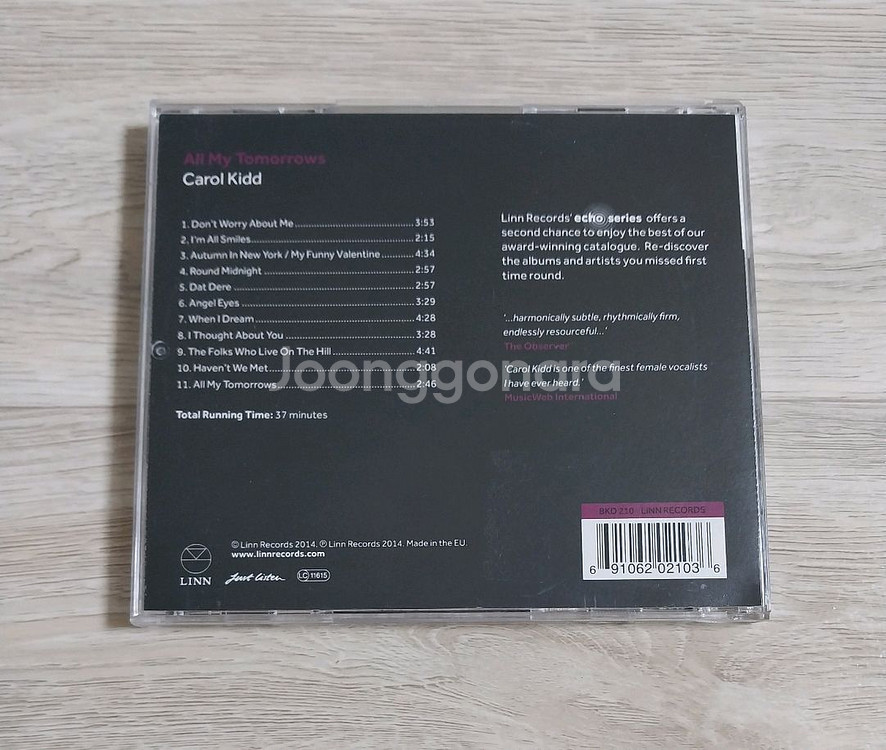 All My Tomorrows
Carol Kidd
1. Don't Worry About Me 3:53
2. I'm All Smiles 2:15
3. Autumn In New York / My Funny Valentine 4:34
4. Round Midnight 2:57
5. Dat Dere 2:57
6. Angel Eyes 3:29
7. When I Dream 4:28
8. I Thought About You 3:28
9. The Folks Who Live On The Hill 4:41
10. Haven't We Met 2:08
11. All My Tomorrows 2:46
Total Running Time: 37 minutes
Linn Records' echo series offers a
second chance to enjoy the best of our
award-winning catalogue. Re-discover
the albums and artists you missed first
time round.
'...harmonically subtle, rhythmically firm,
endlessly resourceful...'
The Observer
'Carol Kidd is one of the finest female vocalists
I have ever heard.'
MusicWeb International
Joonggonara
BKD 210 LINN RECORDS
6 91062 02103 6
© Linn Records 2014. ℗ Linn Records 2014. Made in the EU.
www.linnrecords.com
LINN
Just listen
LC 11615